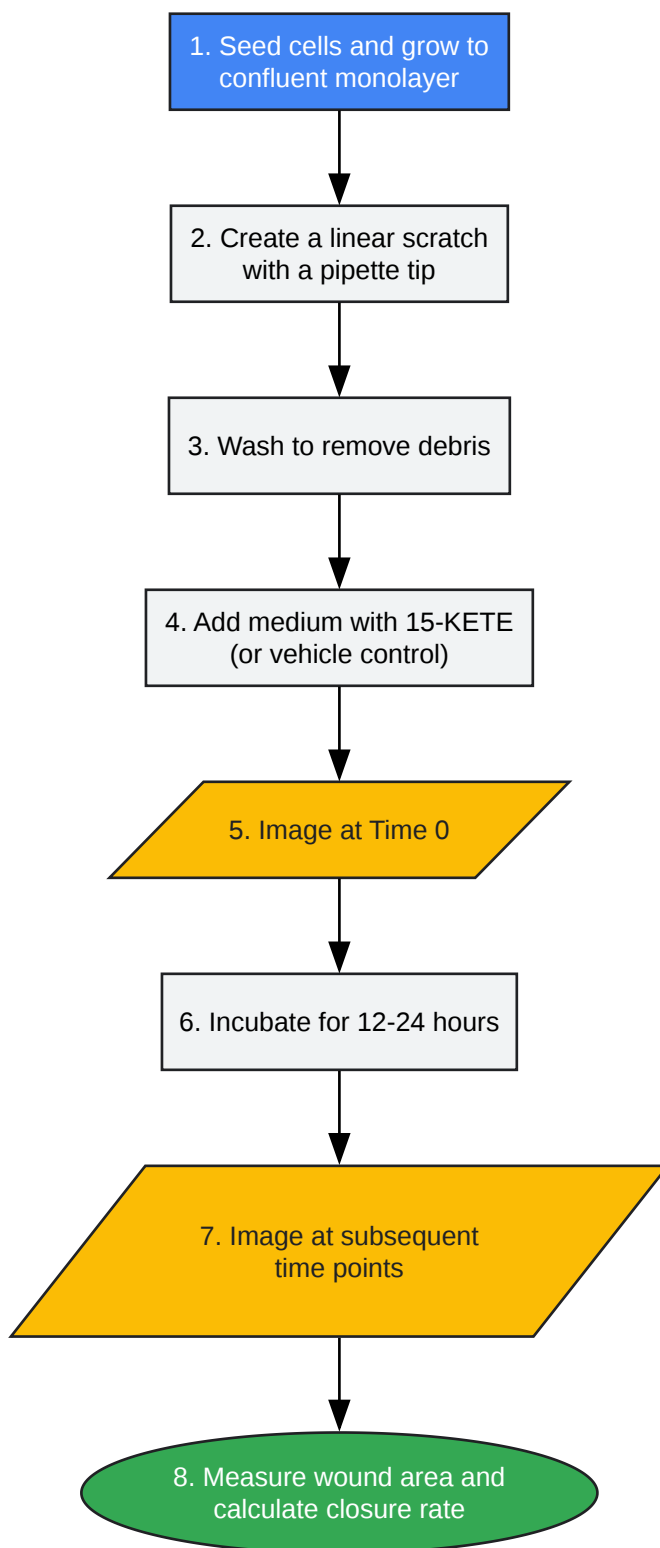 1. Seed cells and grow to
confluent monolayer
2. Create a linear scratch
with a pipette tip
3. Wash to remove debris
4. Add medium with 15-KETE
(or vehicle control)
5. Image at Time 0
6. Incubate for 12-24 hours
7. Image at subsequent
time points
8. Measure wound area and
calculate closure rate